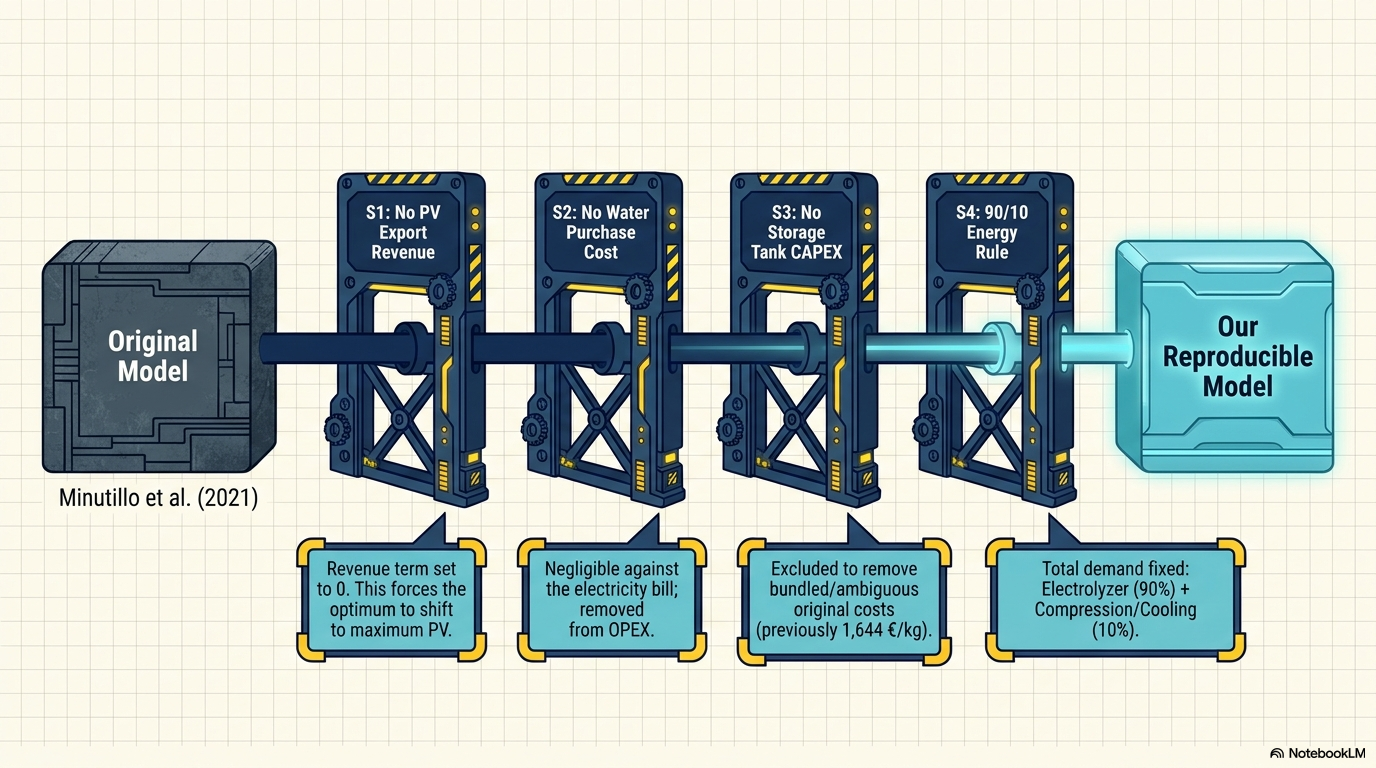 S1: No PV
Export
Revenue
S2: No Water
Purchase
Cost
S3: No
Storage
Tank CAPEX
S4: 90/10
Energy
Rule
Original
Model
Our
Reproducible
Model
Minutillo et al. (2021)
Revenue term set
to 0. This forces the
optimum to shift
to maximum PV.
Negligible against
the electricity bill;
removed
from OPEX.
Excluded to remove
bundled/ambiguous
original costs
(previously 1,644 €/kg).
Total demand fixed:
Electrolyzer (90%) +
Compression/Cooling
(10%).
NotebookLM